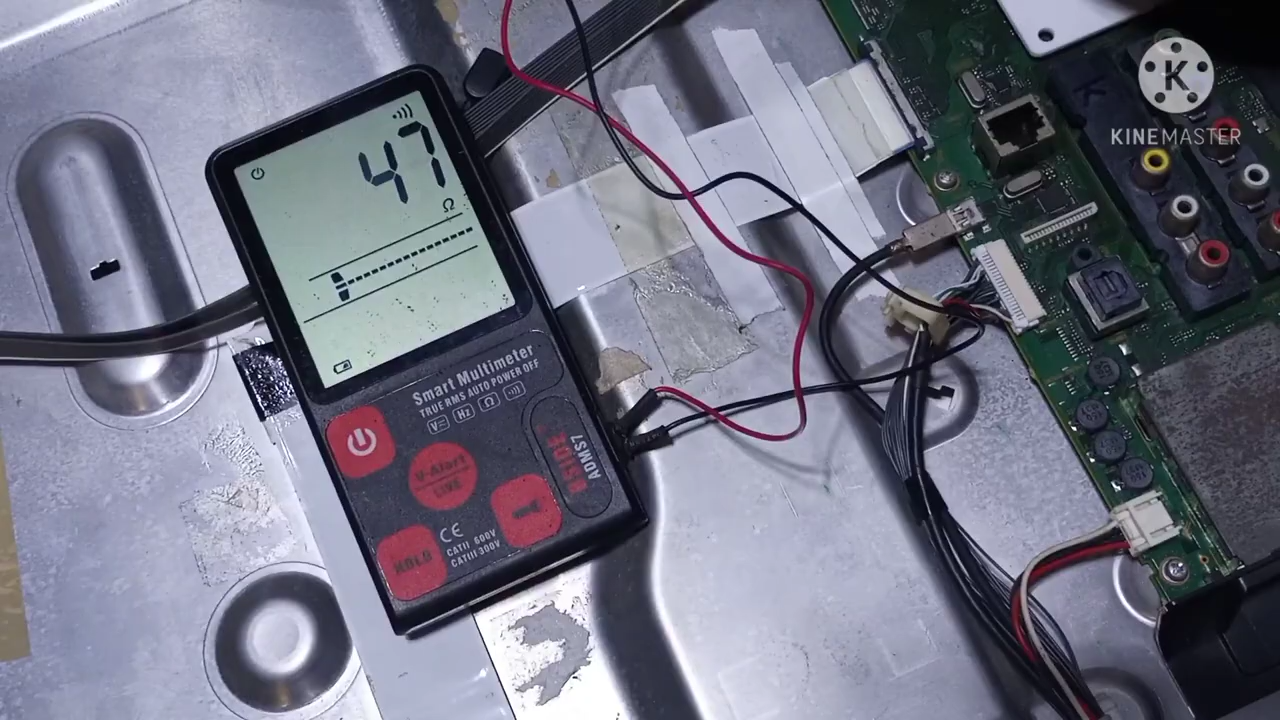 47
Ω
Smart Multimeter
TRUE RMS AUTO POWER OFF
V Hz Ω
ADMS7
V-Alert
LIVE
HOLD
CE
CATII 600V
CATIII 300V
K
KINEMASTER